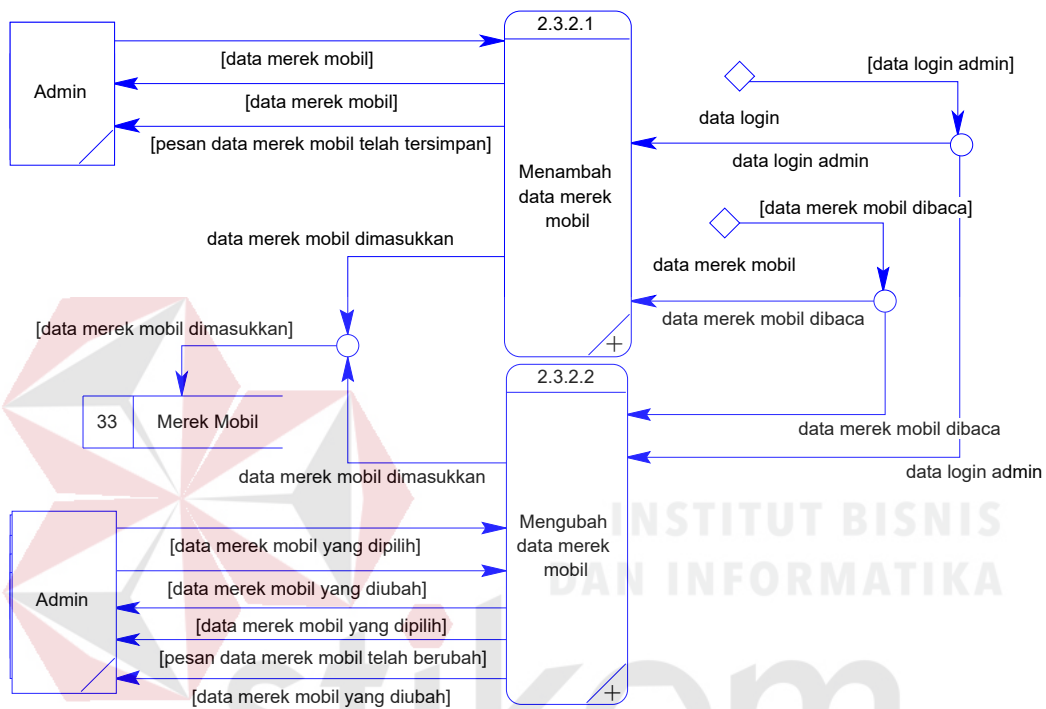 2.3.2.1
[data merek mobil]
Admin
[data merek mobil]
[pesan data merek mobil telah tersimpan]
[data login admin]
data login
data login admin
Menambah
data merek
mobil
[data merek mobil dibaca]
data merek mobil
data merek mobil dibaca
data merek mobil dimasukkan
[data merek mobil dimasukkan]
33 Merek Mobil
data merek mobil dimasukkan
2.3.2.2
data merek mobil dibaca
data login admin
Mengubah
data merek
mobil
[data merek mobil yang dipilih]
Admin
[data merek mobil yang diubah]
[data merek mobil yang dipilih]
[pesan data merek mobil telah berubah]
[data merek mobil yang diubah]
INSTITUT BISNIS
DAN INFORMATIKA
stikom